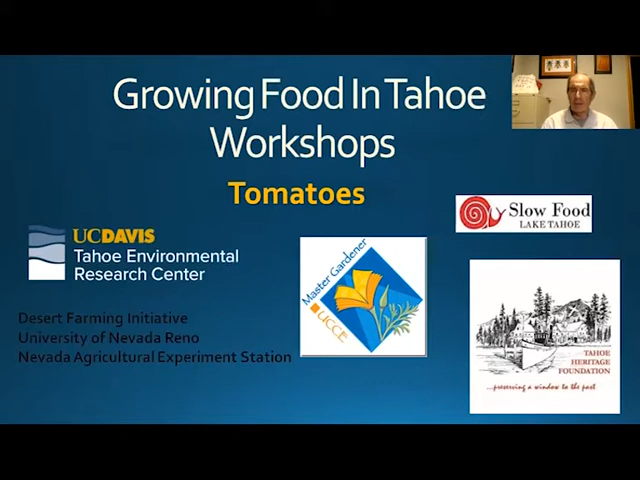 Growing Food In Tahoe
Workshops
Tomatoes
Slow Food
LAKE TAHOE
UCDAVIS
Tahoe Environmental
Research Center
Master Gardener
UCCE
Desert Farming Initiative
University of Nevada Reno
Nevada Agricultural Experiment Station
TAHOE
HERITAGE
FOUNDATION
...preserving a window to the past